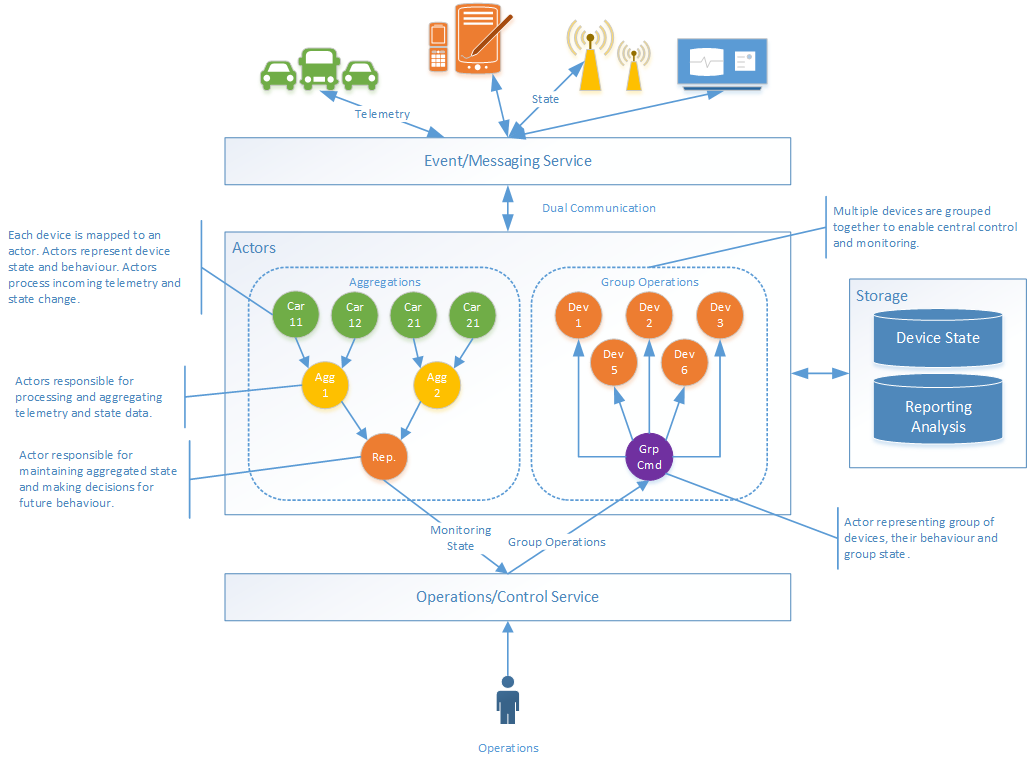 Telemetry
State
Event/Messaging Service
Dual Communication
Each device is mapped to an
actor. Actors represent device
state and behaviour. Actors
process incoming telemetry and
state change.
Multiple devices are grouped
together to enable central control
and monitoring.
Actors
Aggregations
Car
11
Car
12
Car
21
Car
21
Agg
1
Agg
2
Rep.
Group Operations
Dev
1
Dev
2
Dev
3
Dev
5
Dev
6
Grp
Cmd
Storage
Device State
Reporting
Analysis
Actors responsible for
processing and aggregating
telemetry and state data.
Actor responsible for
maintaining aggregated state
and making decisions for
future behaviour.
Monitoring
State
Group Operations
Actor representing group of
devices, their behaviour and
group state.
Operations/Control Service
Operations